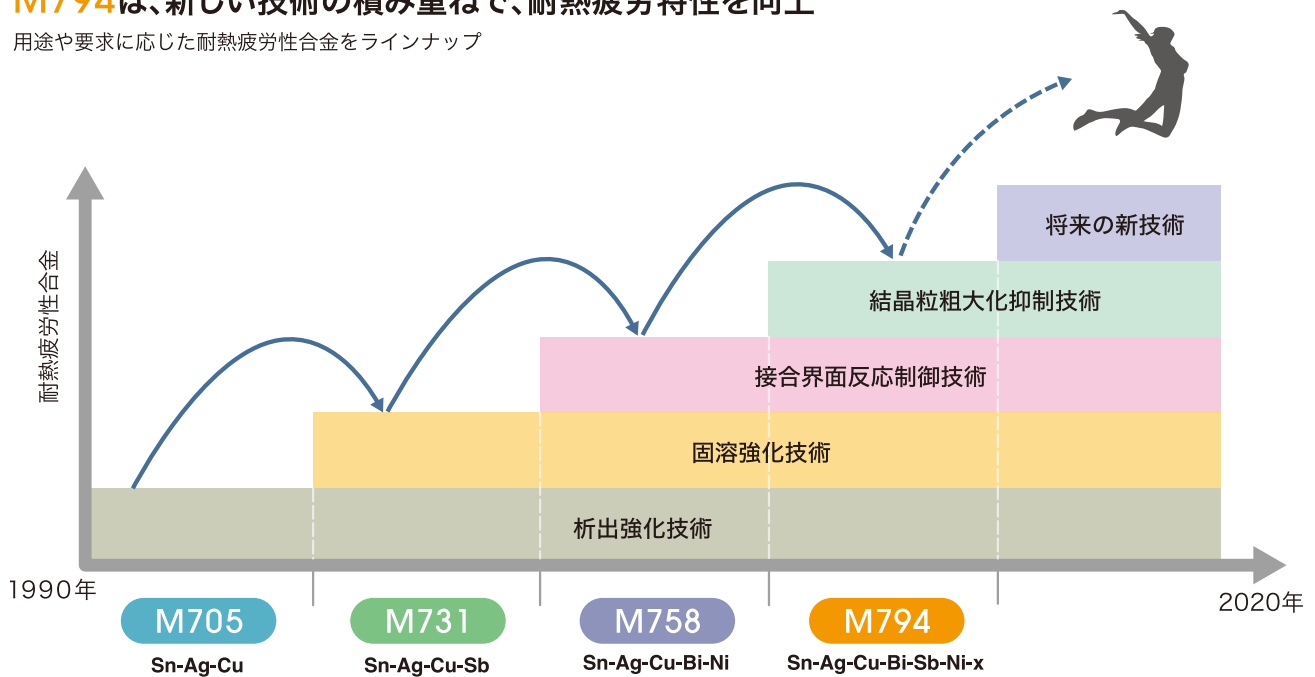 M794は、新しい技術の積み重ねで、耐熱疲労特性を向上
用途や要求に応じた耐熱疲労性合金をラインナップ
耐熱疲労性合金
将来の新技術
結晶粒粗大化抑制技術
接合界面反応制御技術
固溶強化技術
析出強化技術
1990年
2020年
M705
M731
M758
M794
Sn-Ag-Cu
Sn-Ag-Cu-Sb
Sn-Ag-Cu-Bi-Ni
Sn-Ag-Cu-Bi-Sb-Ni-x